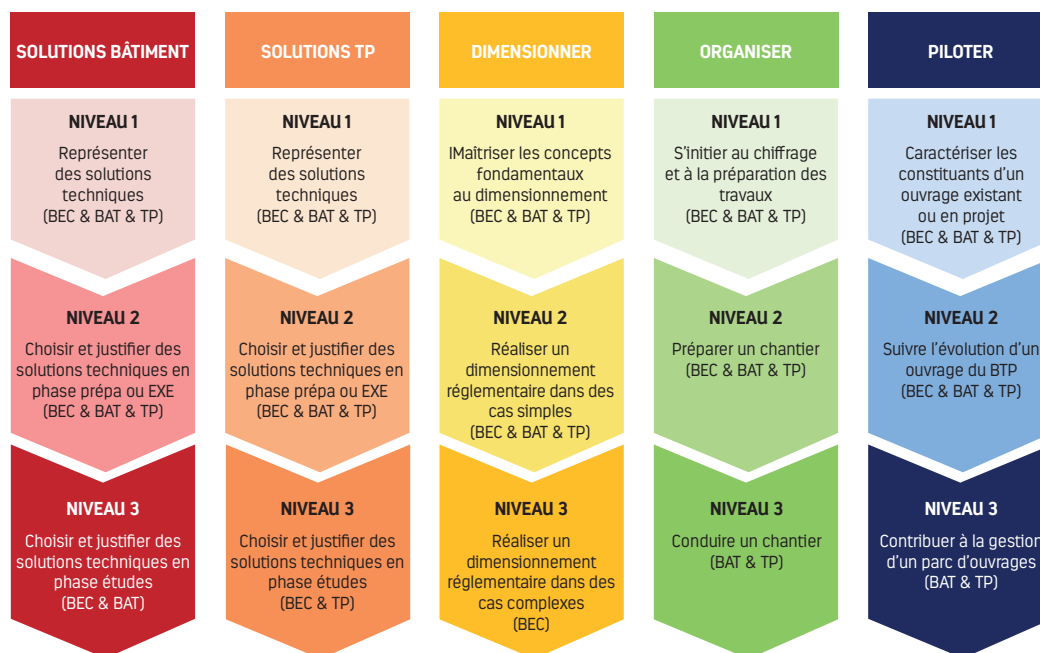 SOLUTIONS BÂTIMENT
NIVEAU 1
Représenter
des solutions
techniques
(BEC & BAT & TP)
NIVEAU 2
Choisir et justifier des
solutions techniques en
phase prépa ou EXE
(BEC & BAT & TP)
NIVEAU 3
Choisir et justifier des
solutions techniques en
phase études
(BEC & BAT)
SOLUTIONS TP
NIVEAU 1
Représenter
des solutions
techniques
(BEC & BAT & TP)
NIVEAU 2
Choisir et justifier des
solutions techniques en
phase prépa ou EXE
(BEC & BAT & TP)
NIVEAU 3
Choisir et justifier des
solutions techniques en
phase études
(BEC & TP)
DIMENSIONNER
NIVEAU 1
IMaîtriser les concepts
fondamentaux
au dimensionnement
(BEC & BAT & TP)
NIVEAU 2
Réaliser un
dimensionnement
réglementaire dans des
cas simples
(BEC & BAT & TP)
NIVEAU 3
Réaliser un
dimensionnement
réglementaire dans des
cas complexes
(BEC)
ORGANISER
NIVEAU 1
S'initier au chiffrage
et à la préparation des
travaux
(BEC & BAT & TP)
NIVEAU 2
Préparer un chantier
(BEC & BAT & TP)
NIVEAU 3
Conduire un chantier
(BAT & TP)
PILOTER
NIVEAU 1
Caractériser les
constituants d'un
ouvrage existant
ou en projet
(BEC & BAT & TP)
NIVEAU 2
Suivre l'évolution d'un
ouvrage du BTP
(BEC & BAT & TP)
NIVEAU 3
Contribuer à la gestion
d'un parc d'ouvrages
(BAT & TP)